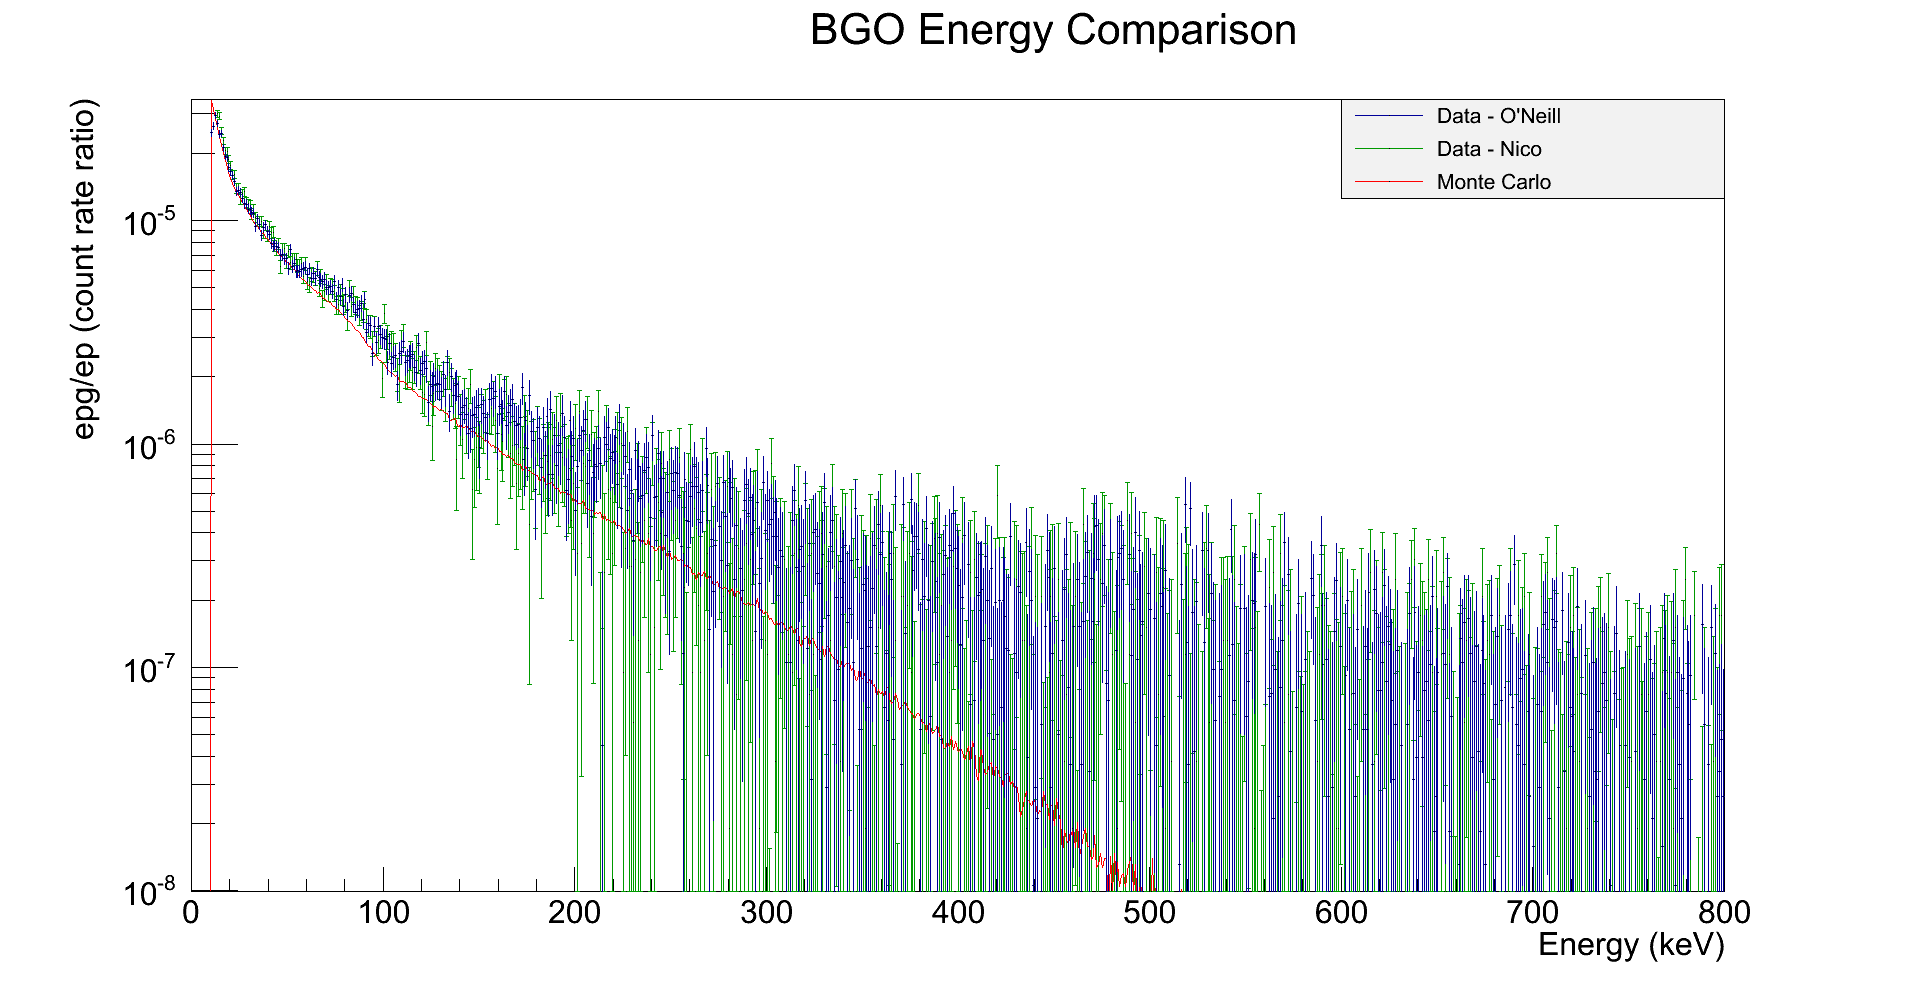 BGO Energy Comparison
epg/ep (count rate ratio)
Data - O'Neill
Data - Nico
Monte Carlo
10-5
10-6
10-7
10-8
0 100 200 300 400 500 600 700 800
Energy (keV)